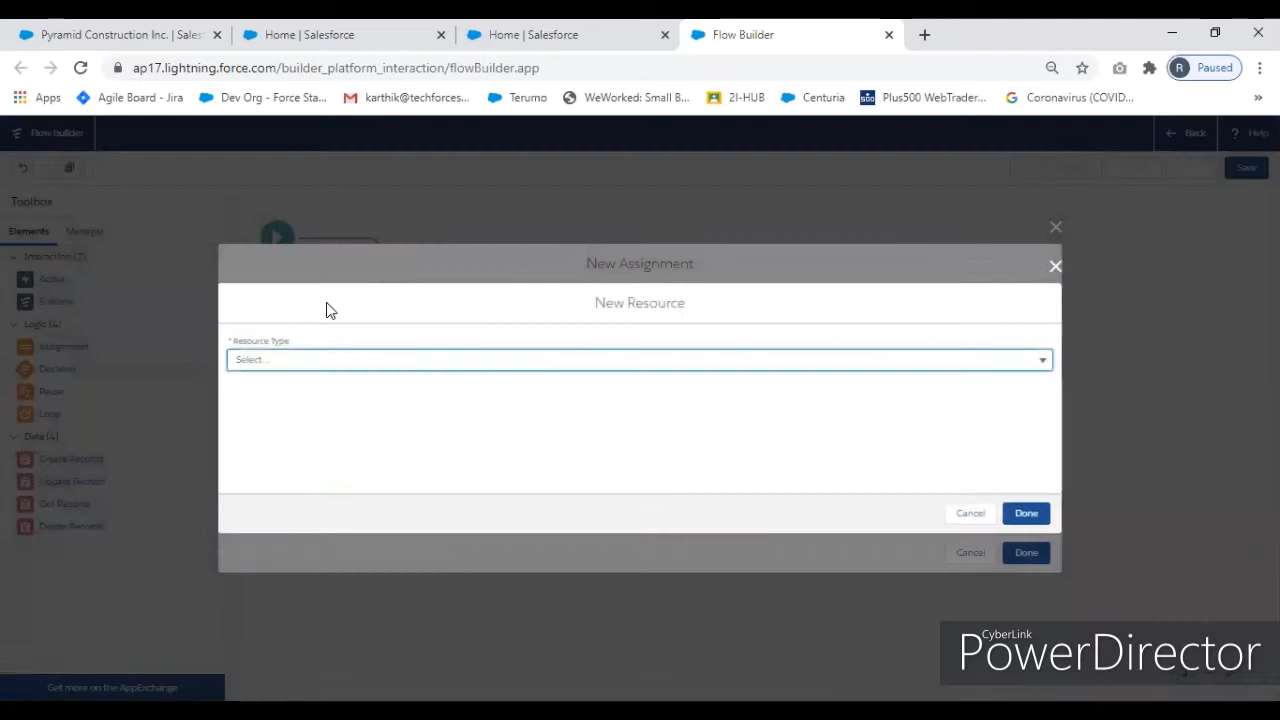 Pyramid Construction Inc. | Sales
Home | Salesforce
Home | Salesforce
Flow Builder
ap17.lightning.force.com/builder_platform_interaction/flowBuilder.app
R Paused
Apps
Agile Board - Jira
Dev Org - Force Sta...
karthik@techforces...
Terumo
WeWorked: Small B...
2I-HUB
Centuria
Plus500 WebTrader...
Coronavirus (COVID...
»
Flow Builder
Back
? Help
Save
Toolbox
Elements
Manager
Interaction (2)
Action
Subflow
Logic (4)
Assignment
Decision
Pause
Loop
Data (4)
Create Records
Update Records
Get Records
Delete Records
Get more on the AppExchange
New Assignment
New Resource
*Resource Type
Select...
Cancel
Done
Cancel
Done
CyberLink
PowerDirector